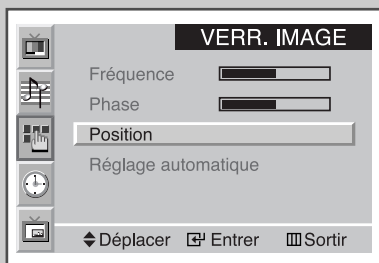 VERR. IMAGE
Fréquence
Phase
Position
Réglage automatique
Déplacer Entrer Sortir